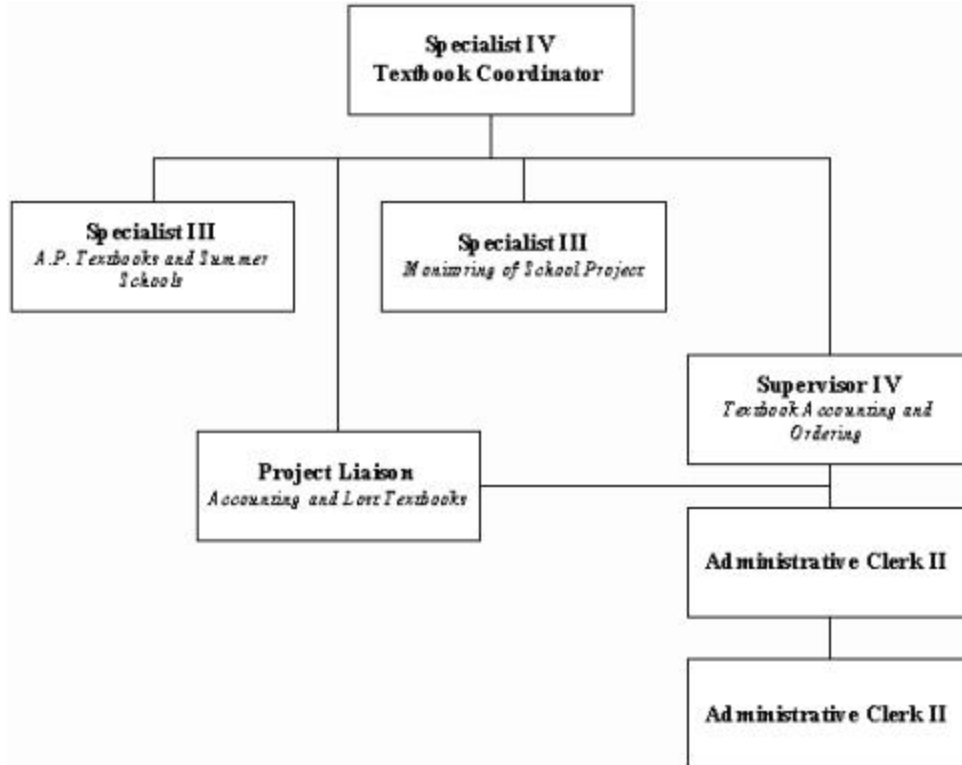 Specialist IV
Textbook Coordinator
Specialist III
A.P. Textbooks and Summer
Schools
Specialist III
Monitoring of School Project
Supervisor IV
Textbook Accounting and
Ordering
Project Liaison
Accounting and Lost Textbooks
Administrative Clerk II
Administrative Clerk II